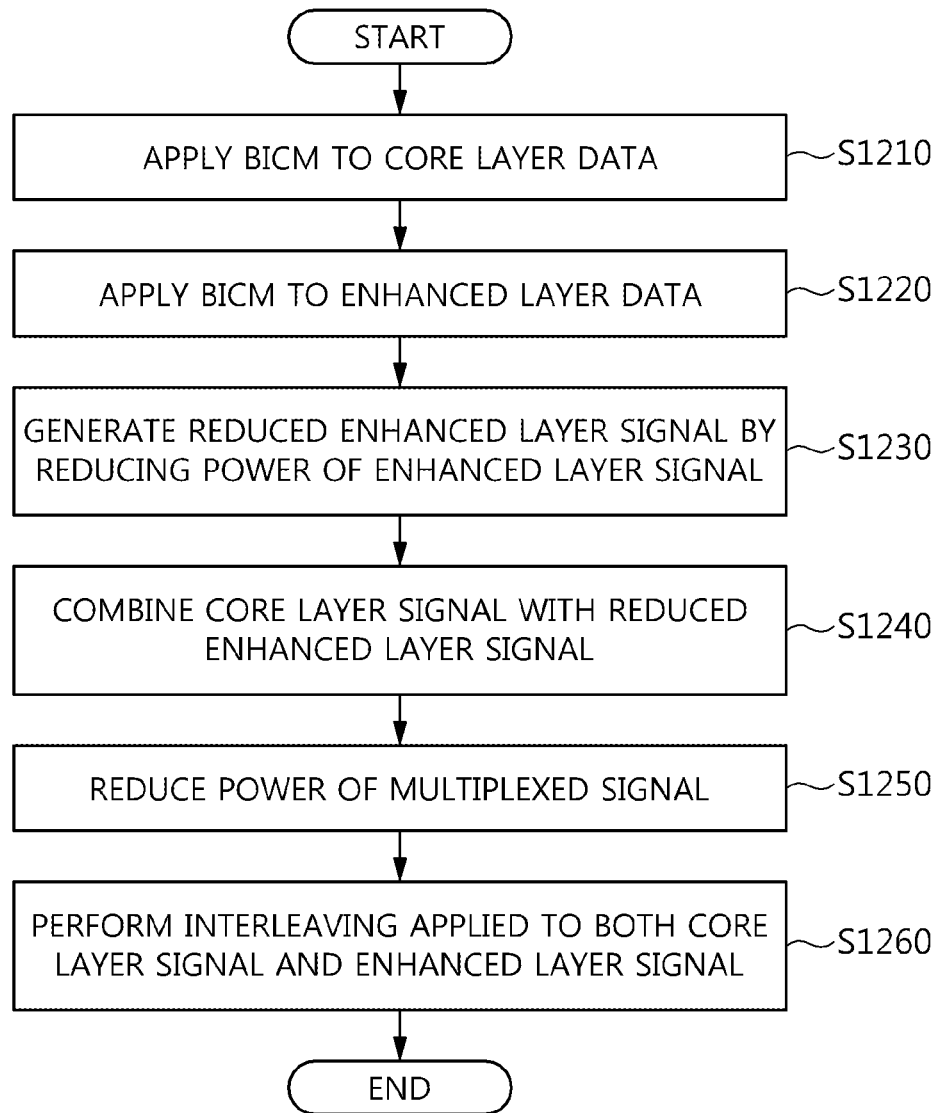 START
APPLY BICM TO CORE LAYER DATA
S1210
APPLY BICM TO ENHANCED LAYER DATA
S1220
GENERATE REDUCED ENHANCED LAYER SIGNAL BY
REDUCING POWER OF ENHANCED LAYER SIGNAL
S1230
COMBINE CORE LAYER SIGNAL WITH REDUCED
ENHANCED LAYER SIGNAL
S1240
REDUCE POWER OF MULTIPLEXED SIGNAL
S1250
PERFORM INTERLEAVING APPLIED TO BOTH CORE
LAYER SIGNAL AND ENHANCED LAYER SIGNAL
S1260
END